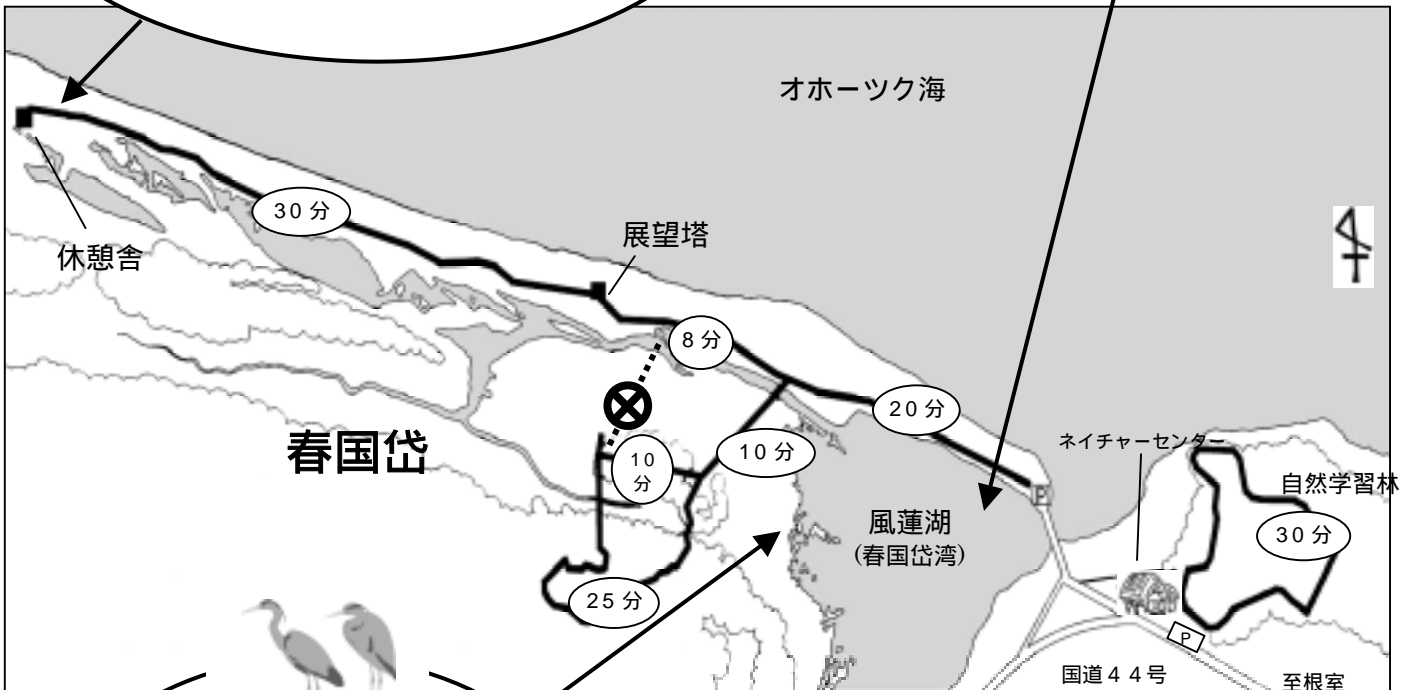 オホーツク海
30分
展望塔
休憩舎
8分
20分
ネイチャーセンター
春国岱
10
分
10分
自然学習林
P
風蓮湖
(春国岱湾)
30分
25分
P
国道44号
至根室